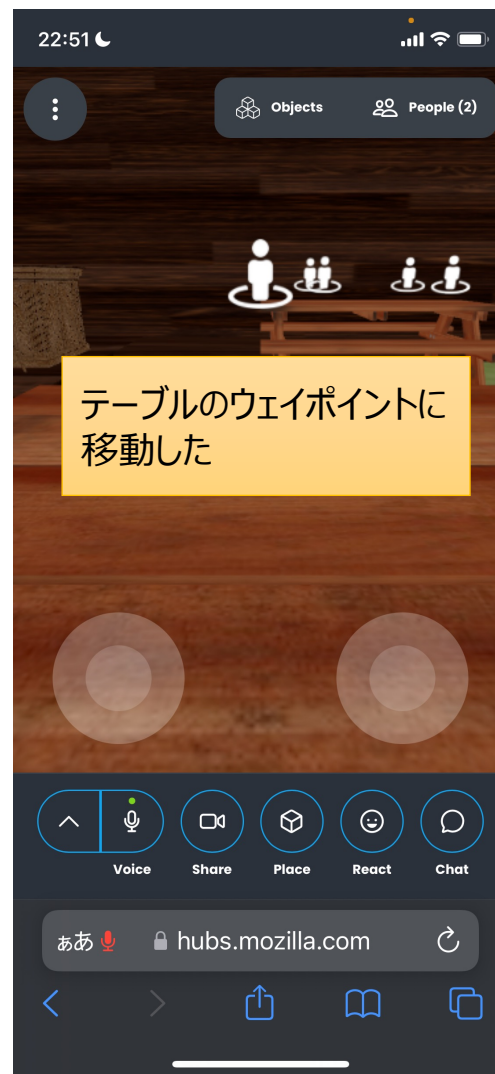 22:51
Objects
People (2)
テーブルのウェイポイントに
移動した
Voice
Share
Place
React
Chat
ぁあ
hubs.mozilla.com